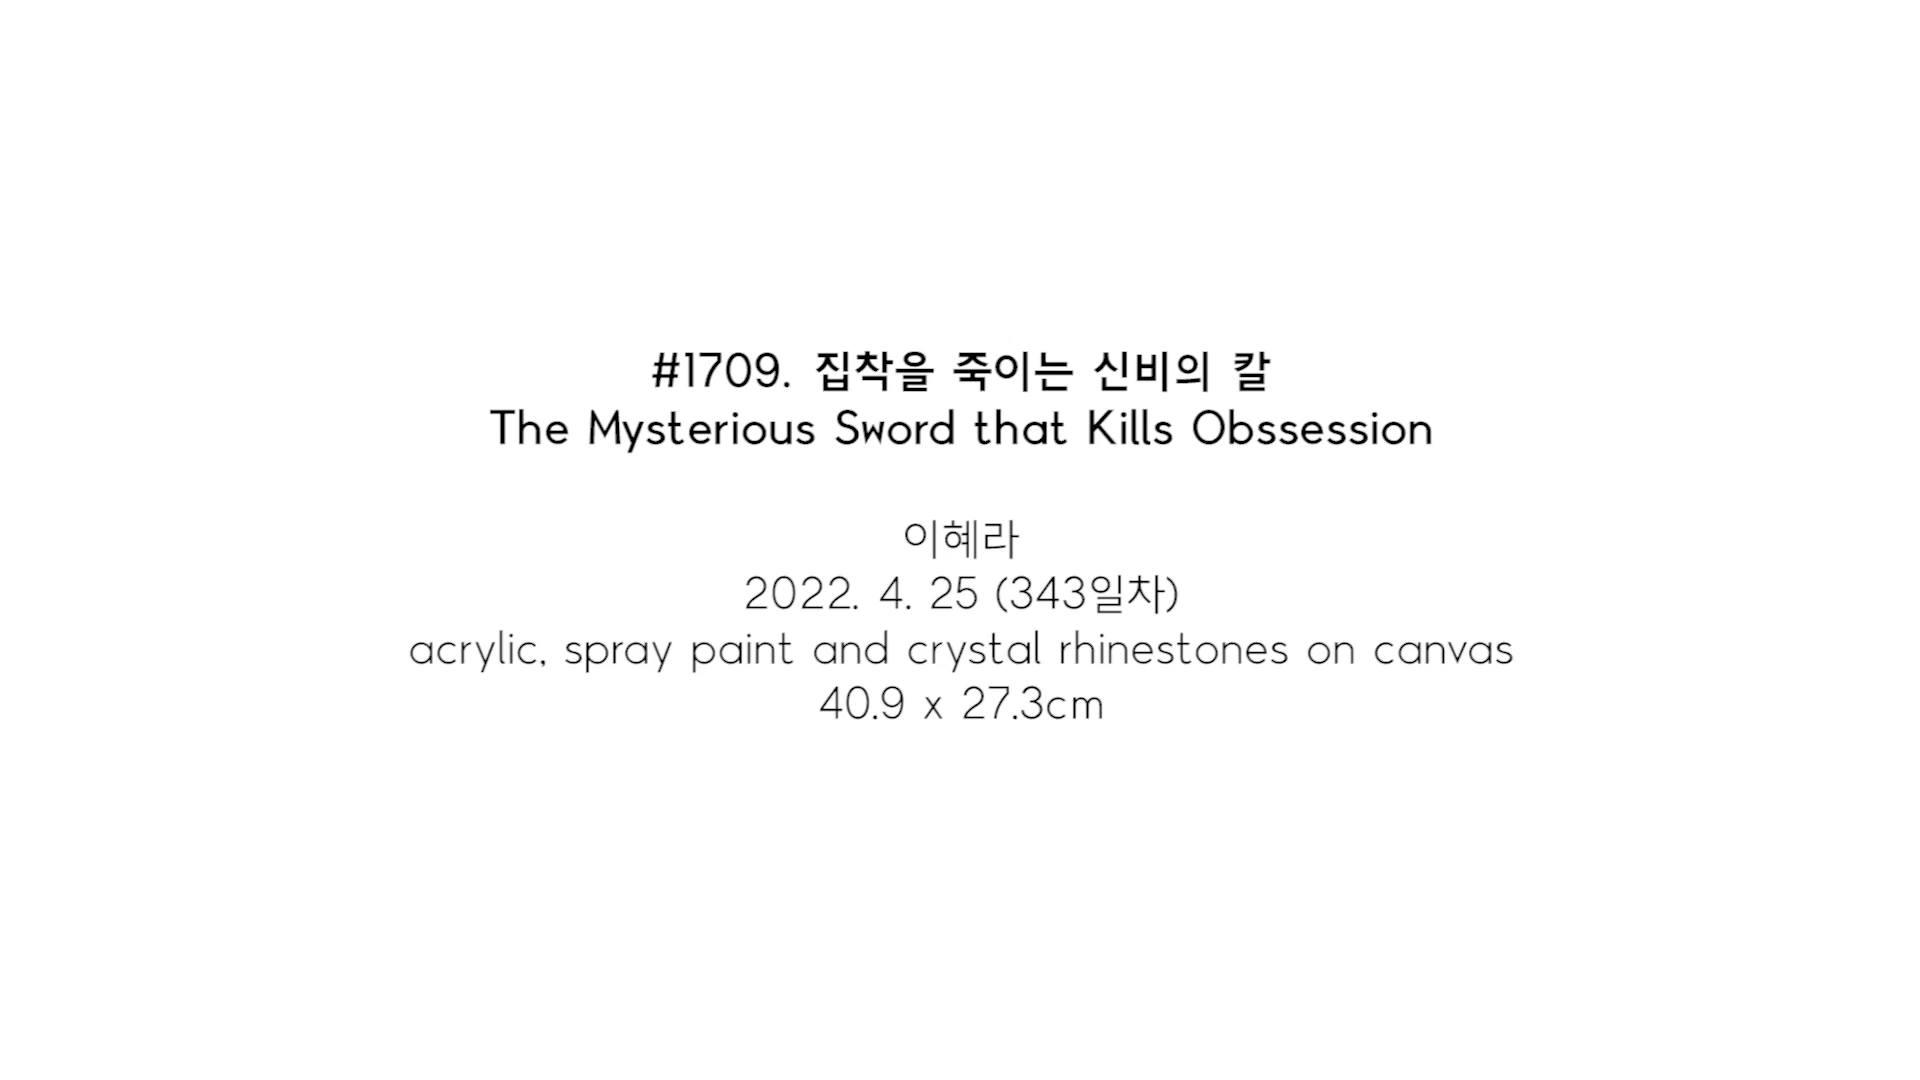 #1709. 집착을 죽이는 신비의 칼
The Mysterious Sword that Kills Obssession
이혜라
2022. 4. 25 (343일차)
acrylic, spray paint and crystal rhinestones on canvas
40.9 x 27.3cm